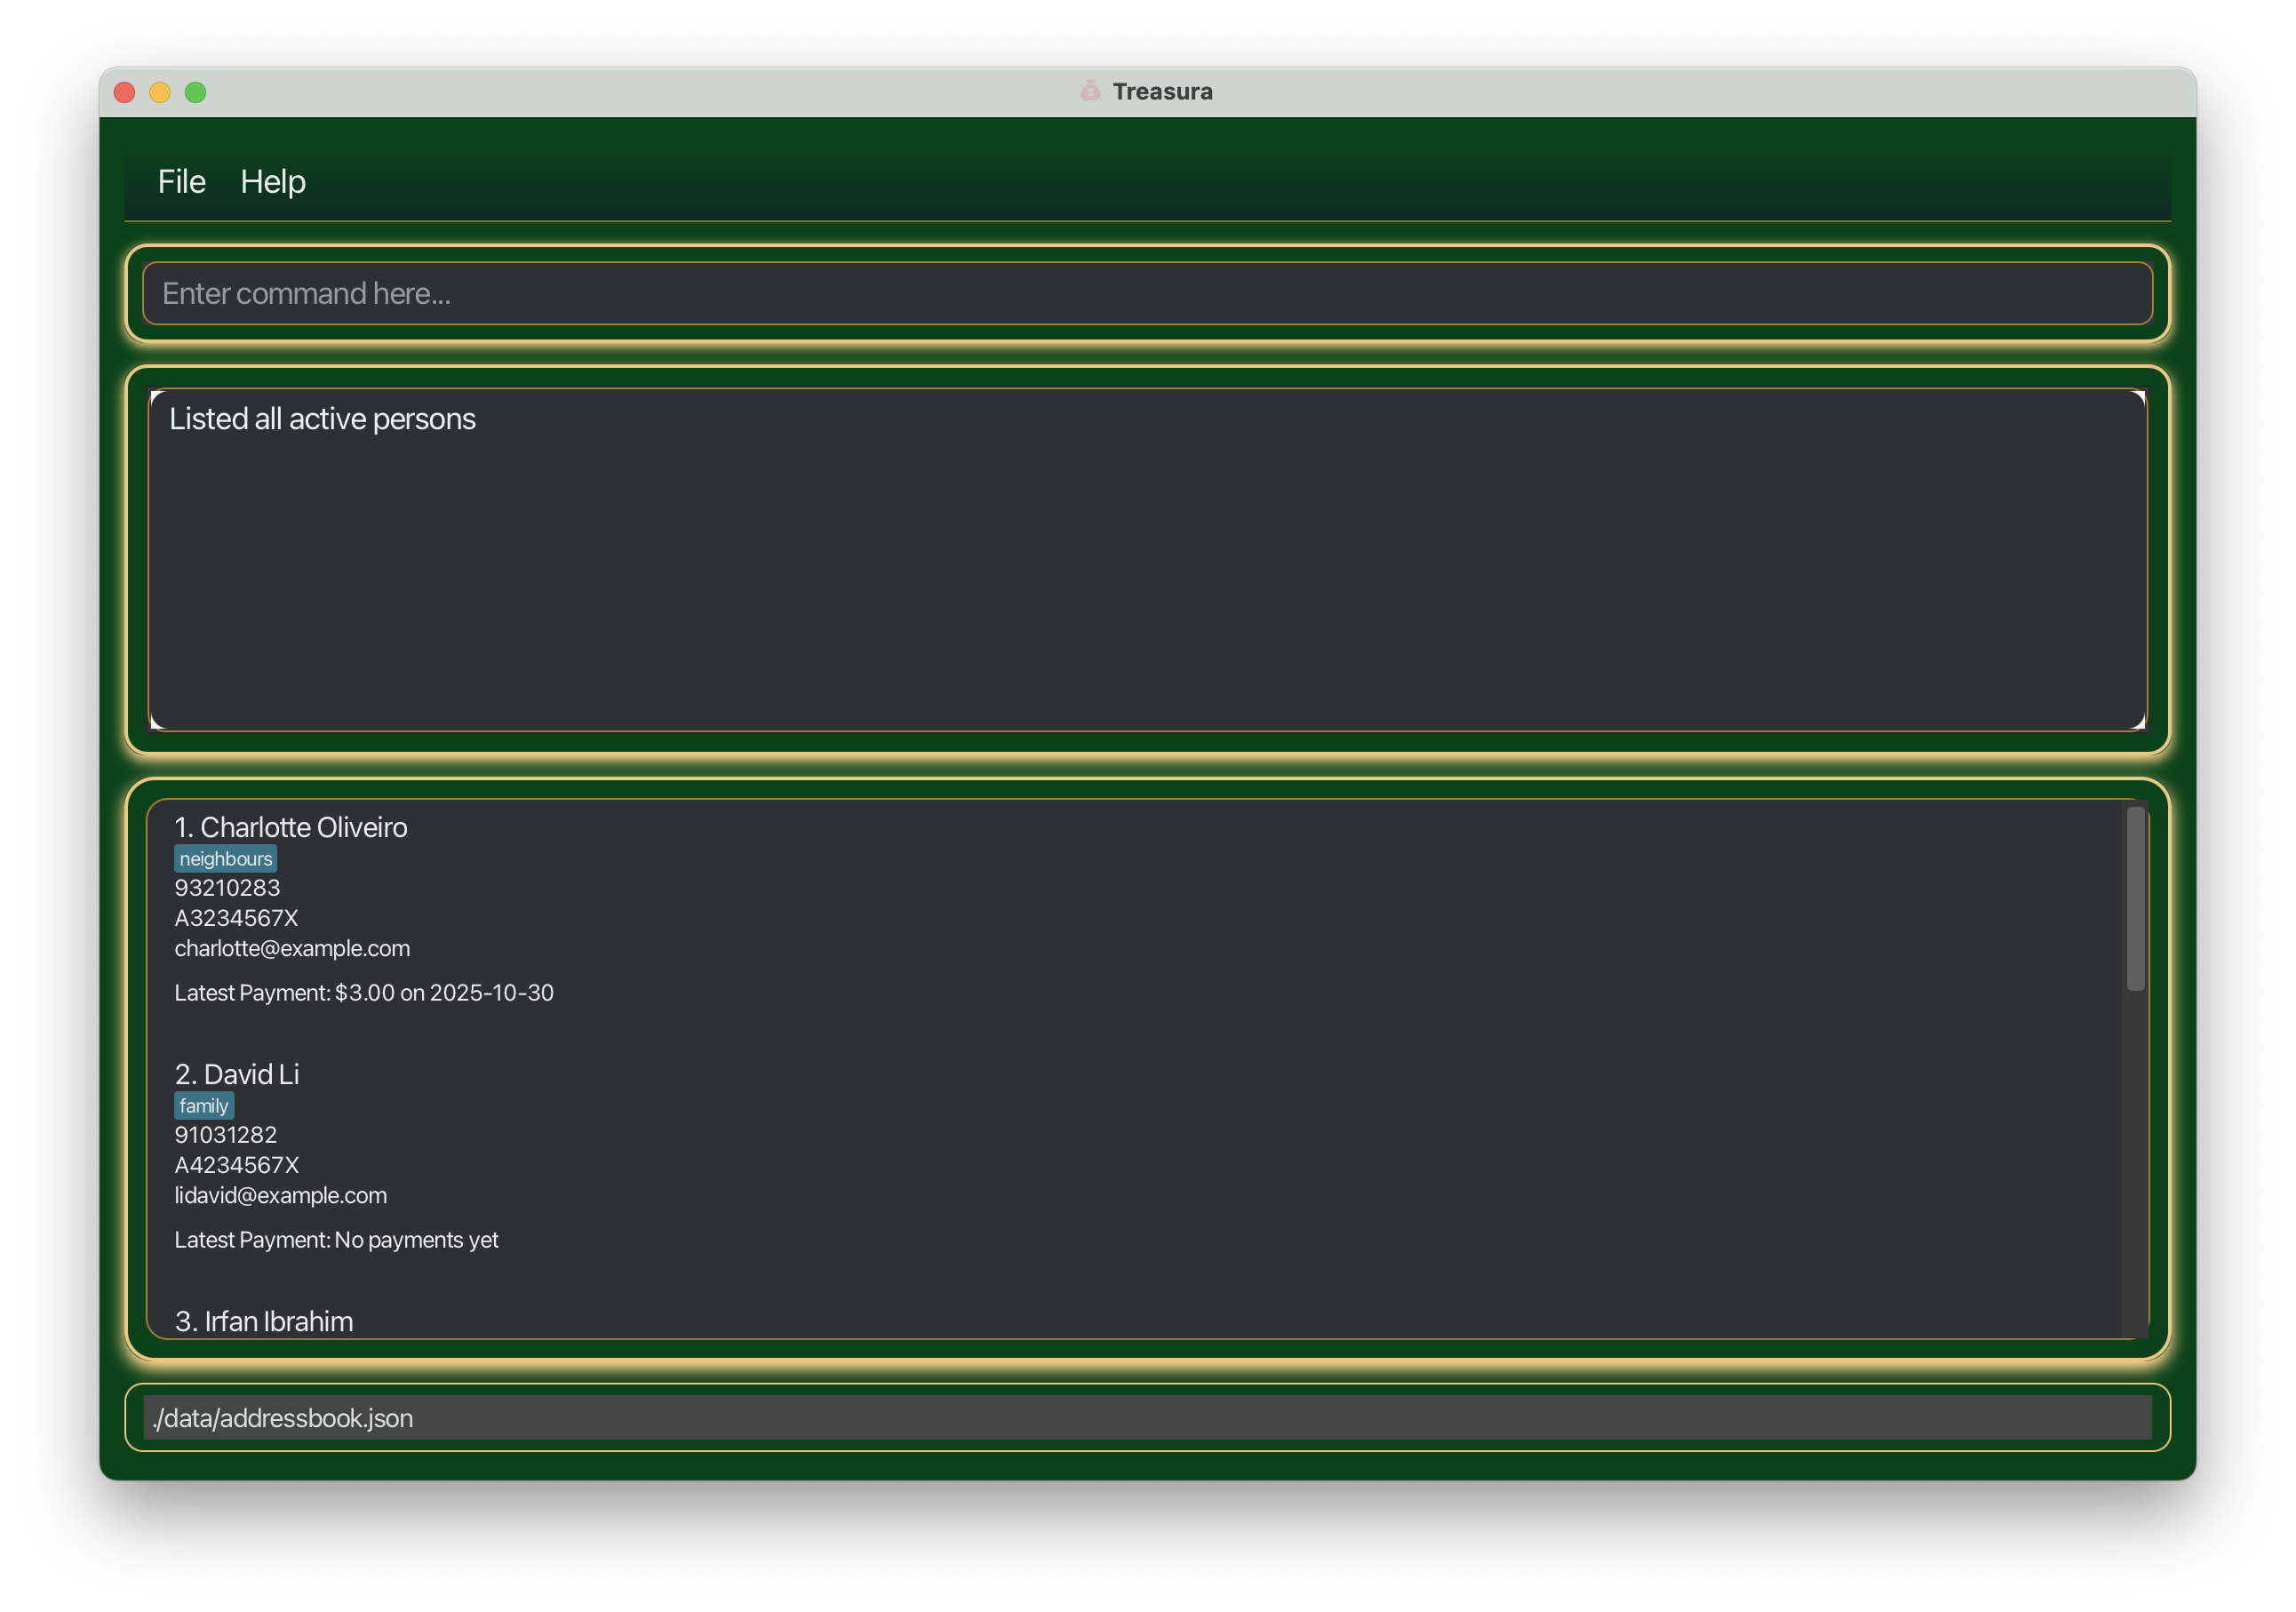 Treasura
File Help
Enter command here...
Listed all active persons
1. Charlotte Oliveiro
neighbours
93210283
A3234567X
charlotte@example.com
Latest Payment: $3.00 on 2025-10-30
2. David Li
family
91031282
A4234567X
lidavid@example.com
Latest Payment: No payments yet
3. Irfan Ibrahim
./data/addressbook.json